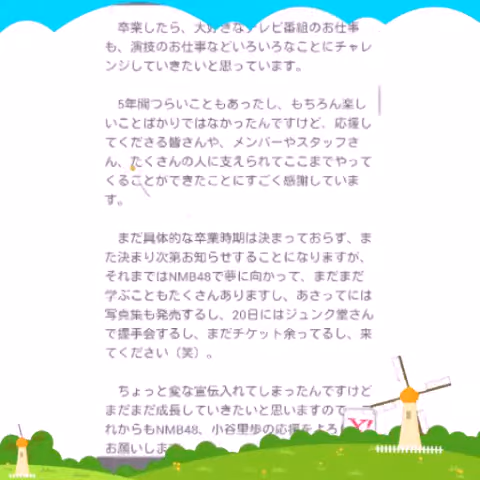 卒業したら、大好きなテレビ番組のお仕事
も、演技のお仕事などいろいろなことにチャレ
ンジしていきたいと思っています。
5年間つらいこともあったし、もちろん楽し
いことばかりではなかったんですけど、応援し
てくださる皆さんや、メンバーやスタッフさ
ん、たくさんの人に支えられてここまでやって
くることができたことにすごく感謝していま
す。
まだ具体的な卒業時期は決まっておらず、ま
た決まり次第お知らせすることになりますが、
それまではNMB48で夢に向かって、まだまだ
学ぶこともたくさんありますし、あさってには
写真集も発売するし、20日にはジュンク堂さん
で握手会するし、まだチケット余ってるし、来
てください（笑）。
ちょっと変な宣伝入れてしまったんですけど
まだまだ成長していきたいと思いますので
れからもNMB48、小谷里歩の応援をよろし
お願いしま
Y!